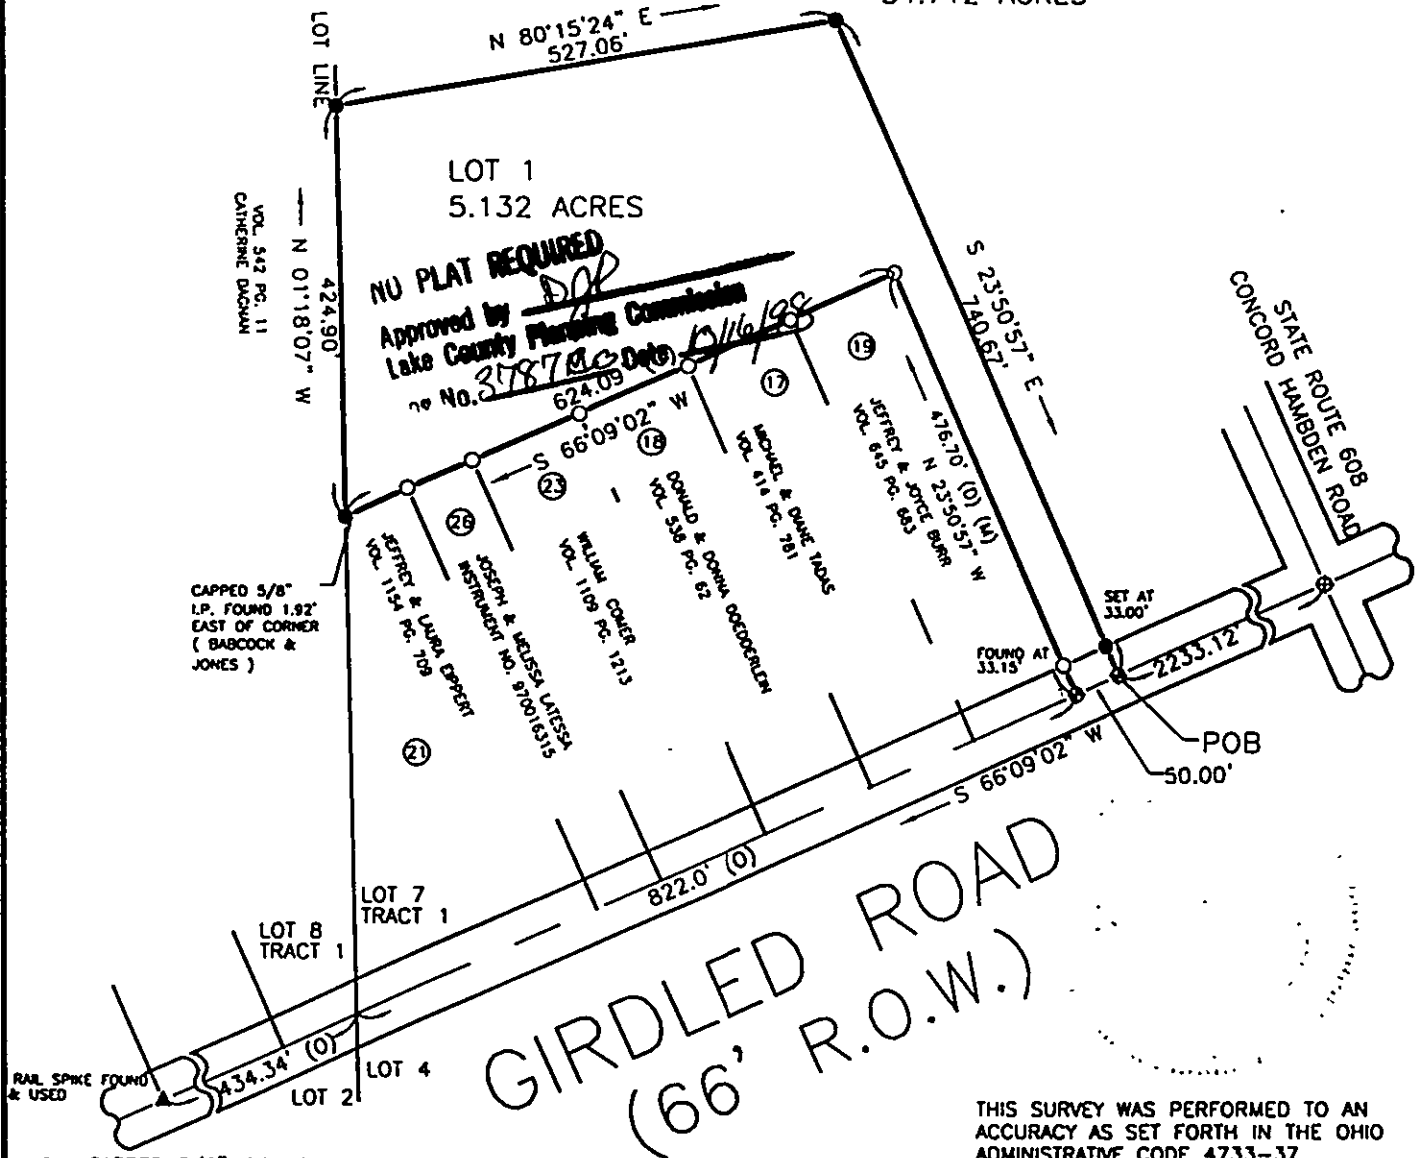 N 80°15'24" E
527.06'
LOT LINE
LOT 1
5.132 ACRES
NO PLAT REQUIRED
Approved by
Lake County Planning Commission
No. Date
624.09
S 66°09'02" W
424.90'
N 01°18'07" W
VOL. 542 PG. 11
CATHERINE DAGNAN
S 23°50'57" E
740.67'
STATE ROUTE 608
CONCORD HAMBDEN ROAD
19
17
18
23
26
21
476.70' (D) (M)
N 23°50'57" W
JEFFREY & JOYCE BURR
VOL. 645 PG. 683
MICHAEL & DIANE TADAS
VOL. 414 PG. 781
DONALD & DONNA DOEDDERLEIN
VOL. 538 PG. 62
WILLIAM COMER
VOL. 1109 PG. 1213
JOSEPH & MELISSA LATESSA
INSTRUMENT NO. 970016315
JEFFREY & LAURA EPPERT
VOL. 1154 PG. 709
CAPPED 5/8"
I.P. FOUND 1.92'
EAST OF CORNER
( BABCOCK &
JONES )
SET AT
33.00'
FOUND AT
33.15'
2233.12'
POB
50.00'
S 66°09'02" W
822.0' (D)
LOT 7
TRACT 1
LOT 8
TRACT 1
GIRDLED ROAD
(66' R.O.W.)
434.34' (D)
LOT 4
LOT 2
RAIL SPIKE FOUND
& USED
THIS SURVEY WAS PERFORMED TO AN
ACCURACY AS SET FORTH IN THE OHIO
ADMINISTRATIVE CODE 4733-37